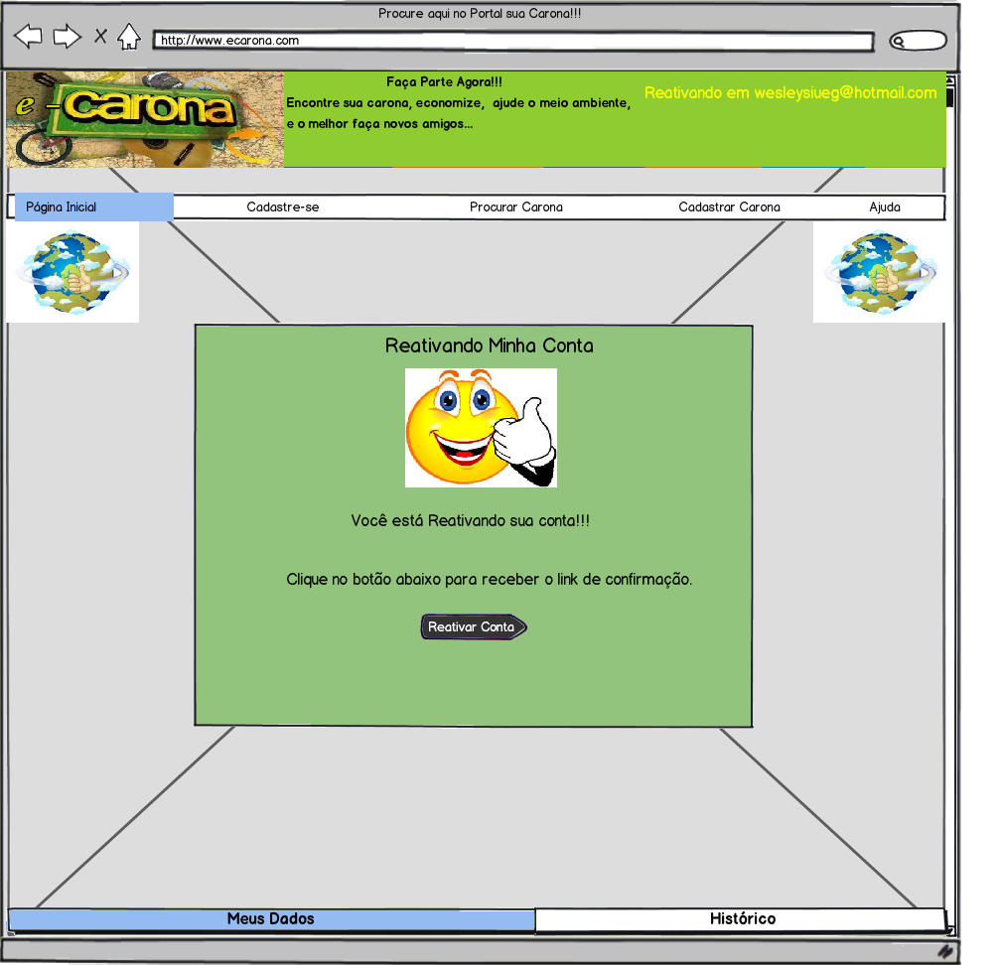 Procure aqui no Portal sua Carona!!!
http://www.ecarona.com
e - carona
Faça Parte Agora!!!
Encontre sua carona, economize, ajude o meio ambiente,
e o melhor faça novos amigos...
Reativando em wesleysiueg@hotmail.com
Página Inicial
Cadastre-se
Procurar Carona
Cadastrar Carona
Ajuda
Reativando Minha Conta
Você está Reativando sua conta!!!
Clique no botão abaixo para receber o link de confirmação.
Reativar Conta
Meus Dados
Histórico